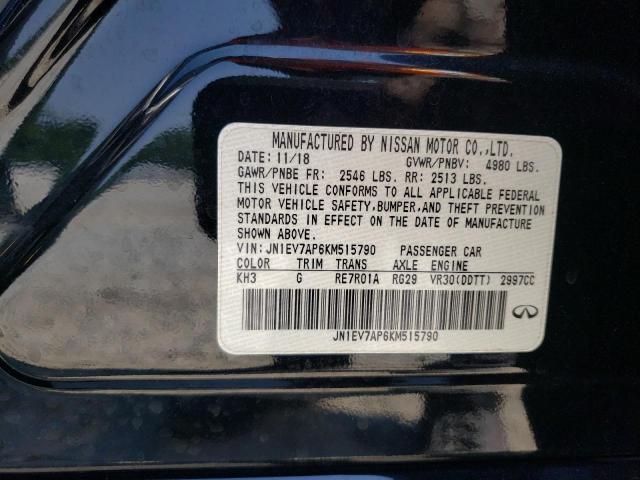 MANUFACTURED BY NISSAN MOTOR CO.,LTD.
DATE: 11/18 GVWR/PNBV: 4980 LBS.
GAWR/PNBE FR: 2546 LBS. RR: 2513 LBS.
THIS VEHICLE CONFORMS TO ALL APPLICABLE FEDERAL
MOTOR VEHICLE SAFETY,BUMPER,AND THEFT PREVENTION
STANDARDS IN EFFECT ON THE DATE OF MANUFACTURE
SHOWN ABOVE.
VIN: JN1EV7AP6KM515790 PASSENGER CAR
COLOR TRIM TRANS AXLE ENGINE
KH3 G RE7R01A RG29 VR30(DDTT) 2997CC
JN1EV7AP6KM515790